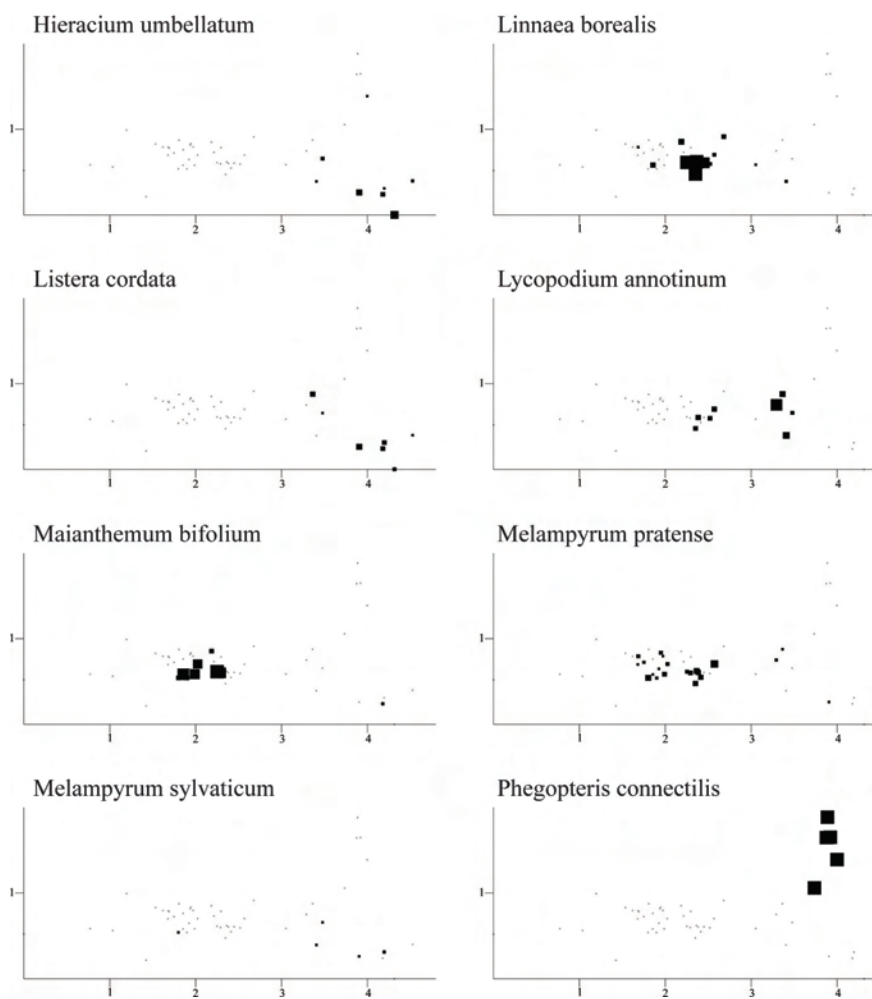 Hieracium umbellatum
1
1 2 3 4
Linnaea borealis
1
1 2 3 4
Listera cordata
1
1 2 3 4
Lycopodium annotinum
1
1 2 3 4
Maianthemum bifolium
1
1 2 3 4
Melampyrum pratense
1
1 2 3 4
Melampyrum sylvaticum
1
1 2 3 4
Phegopteris connectilis
1
1 2 3 4